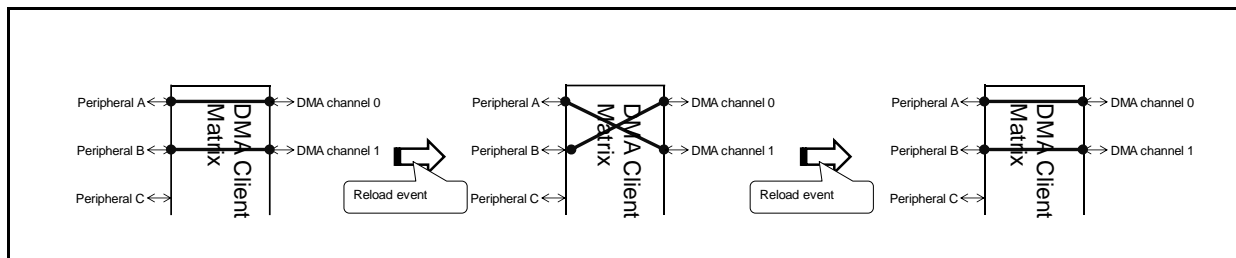 Peripheral A
DMA channel 0
Peripheral B
DMA channel 1
Peripheral C
DMA Client
Matrix
Reload event
Peripheral A
DMA channel 0
Peripheral B
DMA channel 1
Peripheral C
DMA Client
Matrix
Reload event
Peripheral A
DMA channel 0
Peripheral B
DMA channel 1
Peripheral C
DMA Client
Matrix